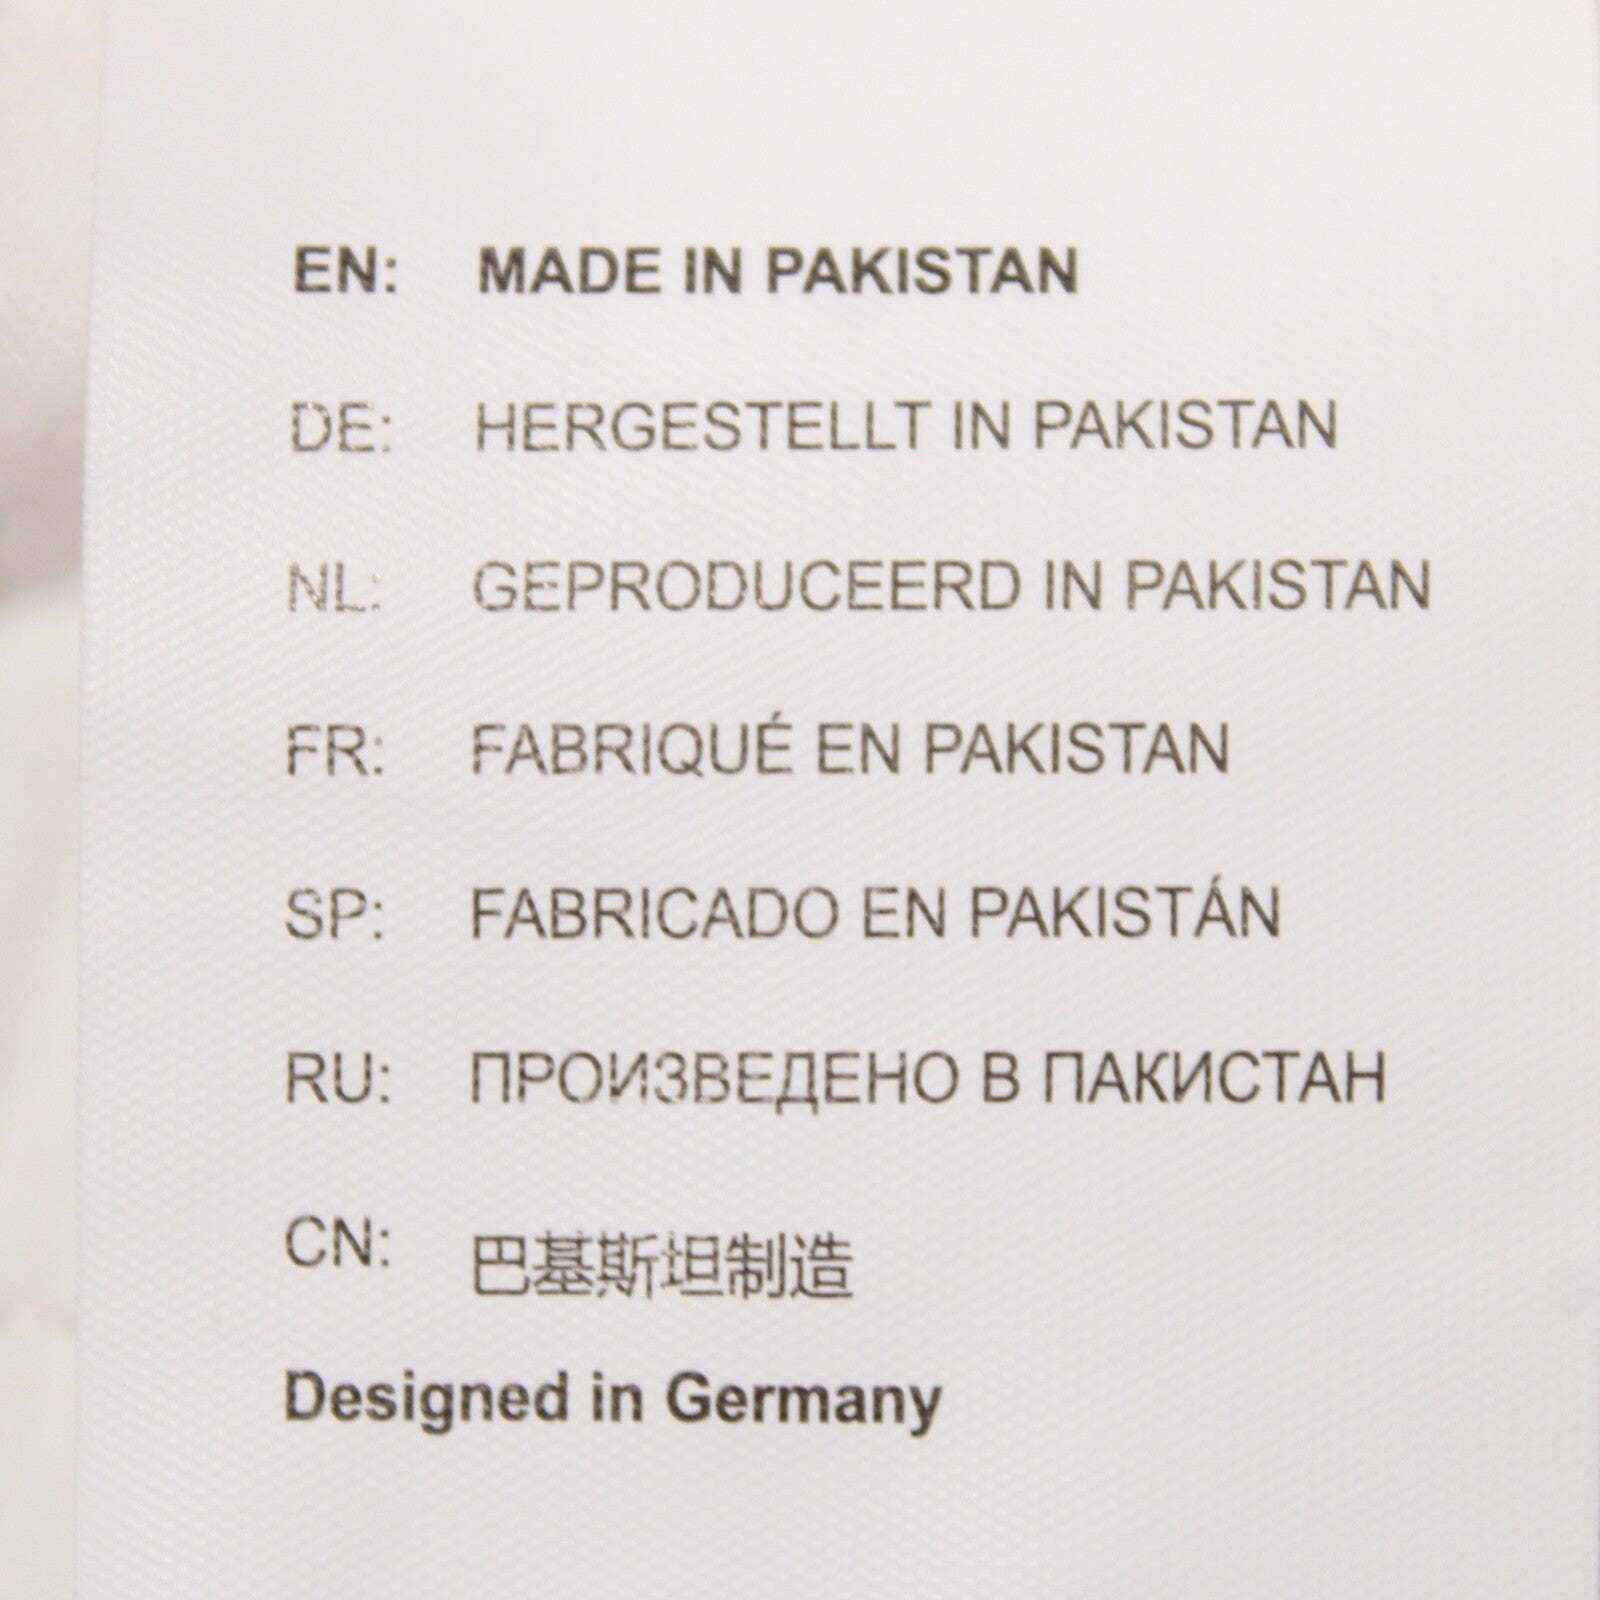 EN: MADE IN PAKISTAN
DE: HERGESTELLT IN PAKISTAN
NL: GEPRODUCEERD IN PAKISTAN
FR: FABRIQUÉ EN PAKISTAN
SP: FABRICADO EN PAKISTÁN
RU: ПРОИЗВЕДЕНО В ПАКИСТАН
CN: 巴基斯坦制造
Designed in Germany